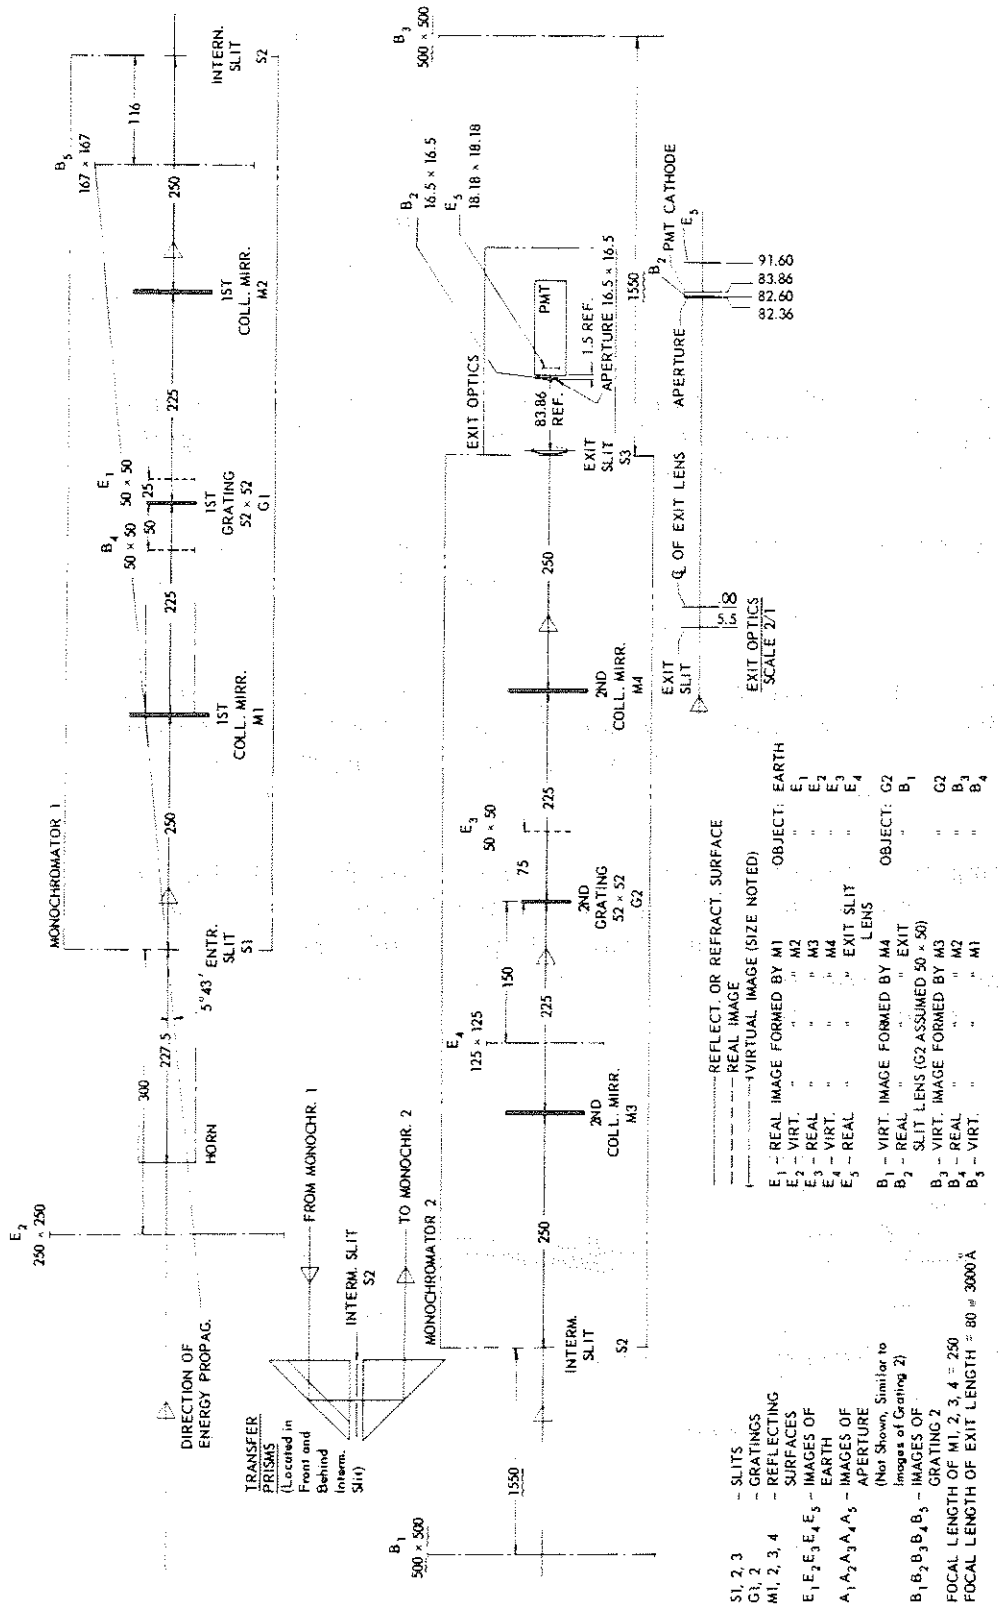 E2
250 × 250
DIRECTION OF
ENERGY PROPAG.
HORN
300
227.5
5°43'
ENTR.
SLIT
S1
MONOCHROMATOR 1
250
1ST
COLL. MIRR.
M1
225
B4
50 × 50
50
1ST
GRATING
52 × 52
G1
E1
50 × 50
25
225
1ST
COLL. MIRR.
M2
250
B5
167 × 167
116
INTERN.
SLIT
S2
TRANSFER
PRISMS
(Located in
Front and
Behind
Interm.
Slit)
FROM MONOCHR. 1
INTERM. SLIT
S2
TO MONOCHR. 2
B1
500 × 500
1550
INTERM.
SLIT
S2
MONOCHROMATOR 2
250
2ND
COLL. MIRR.
M3
E4
125 × 125
225
150
2ND
GRATING
52 × 52
G2
75
E3
50 × 50
225
2ND
COLL. MIRR.
M4
250
EXIT
SLIT
S3
EXIT OPTICS
83.86
REF.
PMT
1.5 REF.
APERTURE 16.5 × 16.5
B2
16.5 × 16.5
E5
18.18 × 18.18
1550
B3
500 × 500
EXIT
SLIT
5.5
.8
℄ OF EXIT LENS
APERTURE
B2
PMT CATHODE
E5
91.60
83.86
82.60
82.36
EXIT OPTICS
SCALE 2/1
S1, 2, 3 – SLITS
G1, 2 – GRATINGS
M1, 2, 3, 4 – REFLECTING
SURFACES
E1 E2 E3 E4 E5 – IMAGES OF
EARTH
A1 A2 A3 A4 A5 – IMAGES OF
APERTURE
(Not Shown, Similar to
Images of Grating 2)
B1 B2 B3 B4 B5 – IMAGES OF
GRATING 2
FOCAL LENGTH OF M1, 2, 3, 4 = 250
FOCAL LENGTH OF EXIT LENGTH = 80 @ 3000 Å
REFLECT. OR REFRACT. SURFACE
REAL IMAGE
VIRTUAL IMAGE (SIZE NOTED)
E1 – REAL IMAGE FORMED BY M1 OBJECT: EARTH
E2 – VIRT. " " " M2 " E1
E3 – REAL " " " M3 " E2
E4 – VIRT. " " " M4 " E3
E5 – REAL " " " EXIT SLIT " E4
LENS
B1 – VIRT. IMAGE FORMED BY M4 OBJECT: G2
B2 – REAL " " " EXIT " B1
SLIT LENS (G2 ASSUMED 50 × 50)
B3 – VIRT. IMAGE FORMED BY M3 " G2
B4 – REAL " " " M2 " B3
B5 – VIRT. " " " M1 " B4